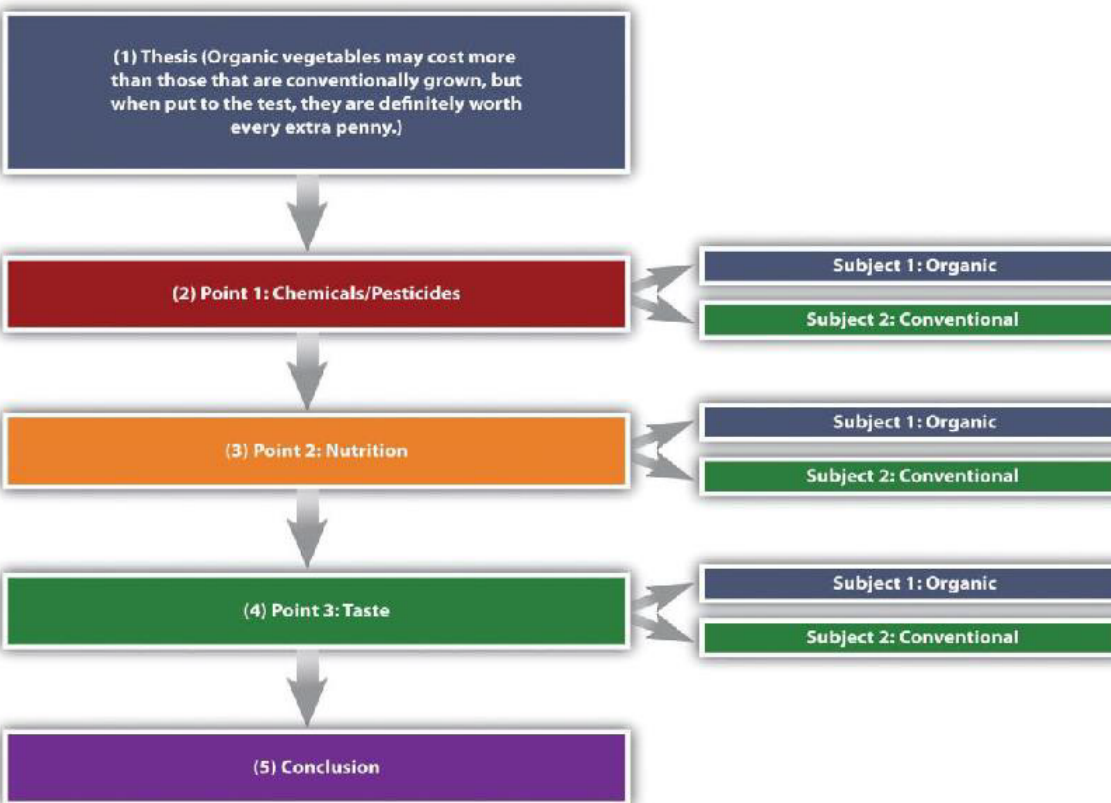 (1) Thesis (Organic vegetables may cost more
than those that are conventionally grown, but
when put to the test, they are definitely worth
every extra penny.)
(2) Point 1: Chemicals/Pesticides
Subject 1: Organic
Subject 2: Conventional
(3) Point 2: Nutrition
Subject 1: Organic
Subject 2: Conventional
(4) Point 3: Taste
Subject 1: Organic
Subject 2: Conventional
(5) Conclusion